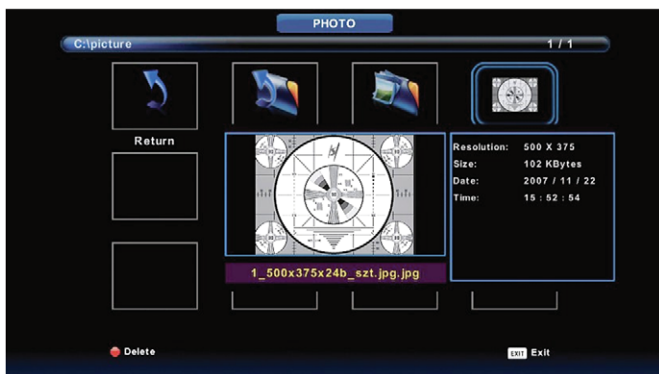 PHOTO
C:\picture 1 / 1
Return
Resolution: 500 X 375
Size: 102 KBytes
Date: 2007 / 11 / 22
Time: 15 : 52 : 54
1_500x375x24b_szt.jpg.jpg
Delete
EXIT Exit